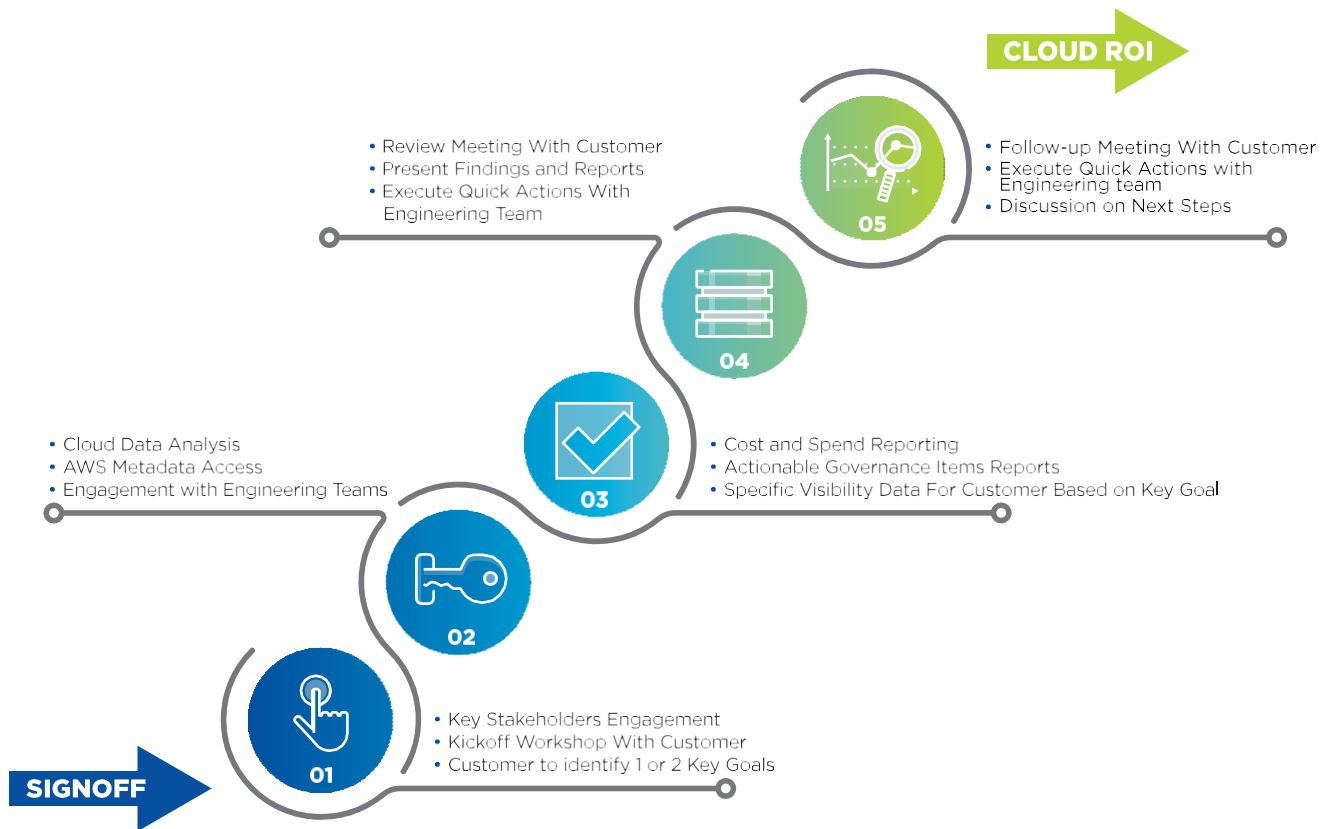 CLOUD ROI
• Review Meeting With Customer
• Present Findings and Reports
• Execute Quick Actions With
Engineering Team
05
• Follow-up Meeting With Customer
• Execute Quick Actions with
Engineering team
• Discussion on Next Steps
04
• Cloud Data Analysis
• AWS Metadata Access
• Engagement with Engineering Teams
03
• Cost and Spend Reporting
• Actionable Governance Items Reports
• Specific Visibility Data For Customer Based on Key Goal
02
01
• Key Stakeholders Engagement
• Kickoff Workshop With Customer
• Customer to identify 1 or 2 Key Goals
SIGNOFF